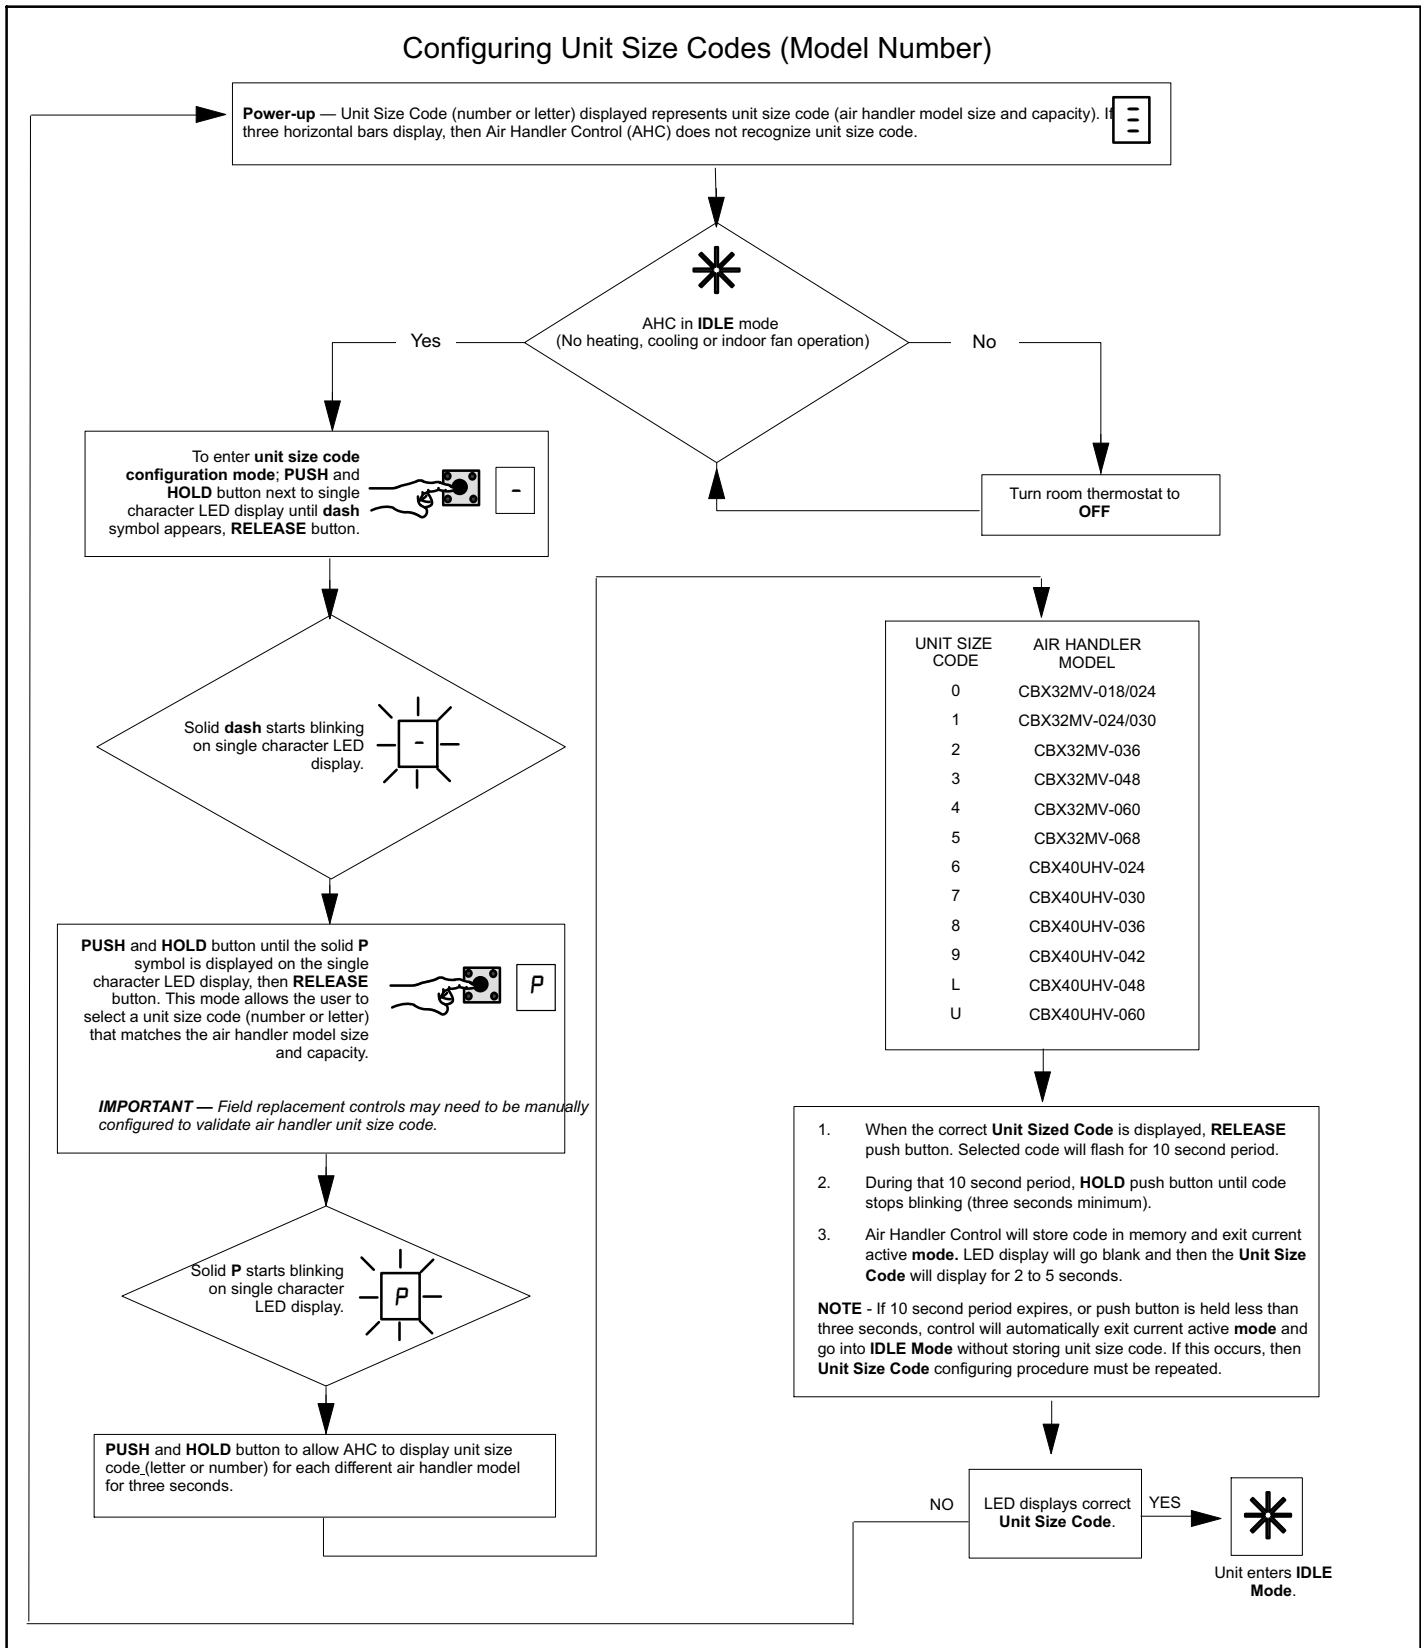 Configuring Unit Size Codes (Model Number)
Power-up — Unit Size Code (number or letter) displayed represents unit size code (air handler model size and capacity). If
three horizontal bars display, then Air Handler Control (AHC) does not recognize unit size code.
AHC in IDLE mode
(No heating, cooling or indoor fan operation)
Yes
No
To enter unit size code
configuration mode; PUSH and
HOLD button next to single
character LED display until dash
symbol appears, RELEASE button.
-
Turn room thermostat to
OFF
Solid dash starts blinking
on single character LED
display.
-
PUSH and HOLD button until the solid P
symbol is displayed on the single
character LED display, then RELEASE
button. This mode allows the user to
select a unit size code (number or letter)
that matches the air handler model size
and capacity.
P
IMPORTANT — Field replacement controls may need to be manually
configured to validate air handler unit size code.
Solid P starts blinking
on single character
LED display.
P
PUSH and HOLD button to allow AHC to display unit size
code (letter or number) for each different air handler model
for three seconds.
UNIT SIZE CODE AIR HANDLER MODEL
0 CBX32MV-018/024
1 CBX32MV-024/030
2 CBX32MV-036
3 CBX32MV-048
4 CBX32MV-060
5 CBX32MV-068
6 CBX40UHV-024
7 CBX40UHV-030
8 CBX40UHV-036
9 CBX40UHV-042
L CBX40UHV-048
U CBX40UHV-060
1. When the correct Unit Sized Code is displayed, RELEASE
push button. Selected code will flash for 10 second period.
2. During that 10 second period, HOLD push button until code
stops blinking (three seconds minimum).
3. Air Handler Control will store code in memory and exit current
active mode. LED display will go blank and then the Unit Size
Code will display for 2 to 5 seconds.
NOTE - If 10 second period expires, or push button is held less than
three seconds, control will automatically exit current active mode and
go into IDLE Mode without storing unit size code. If this occurs, then
Unit Size Code configuring procedure must be repeated.
NO
LED displays correct
Unit Size Code.
YES
Unit enters IDLE
Mode.